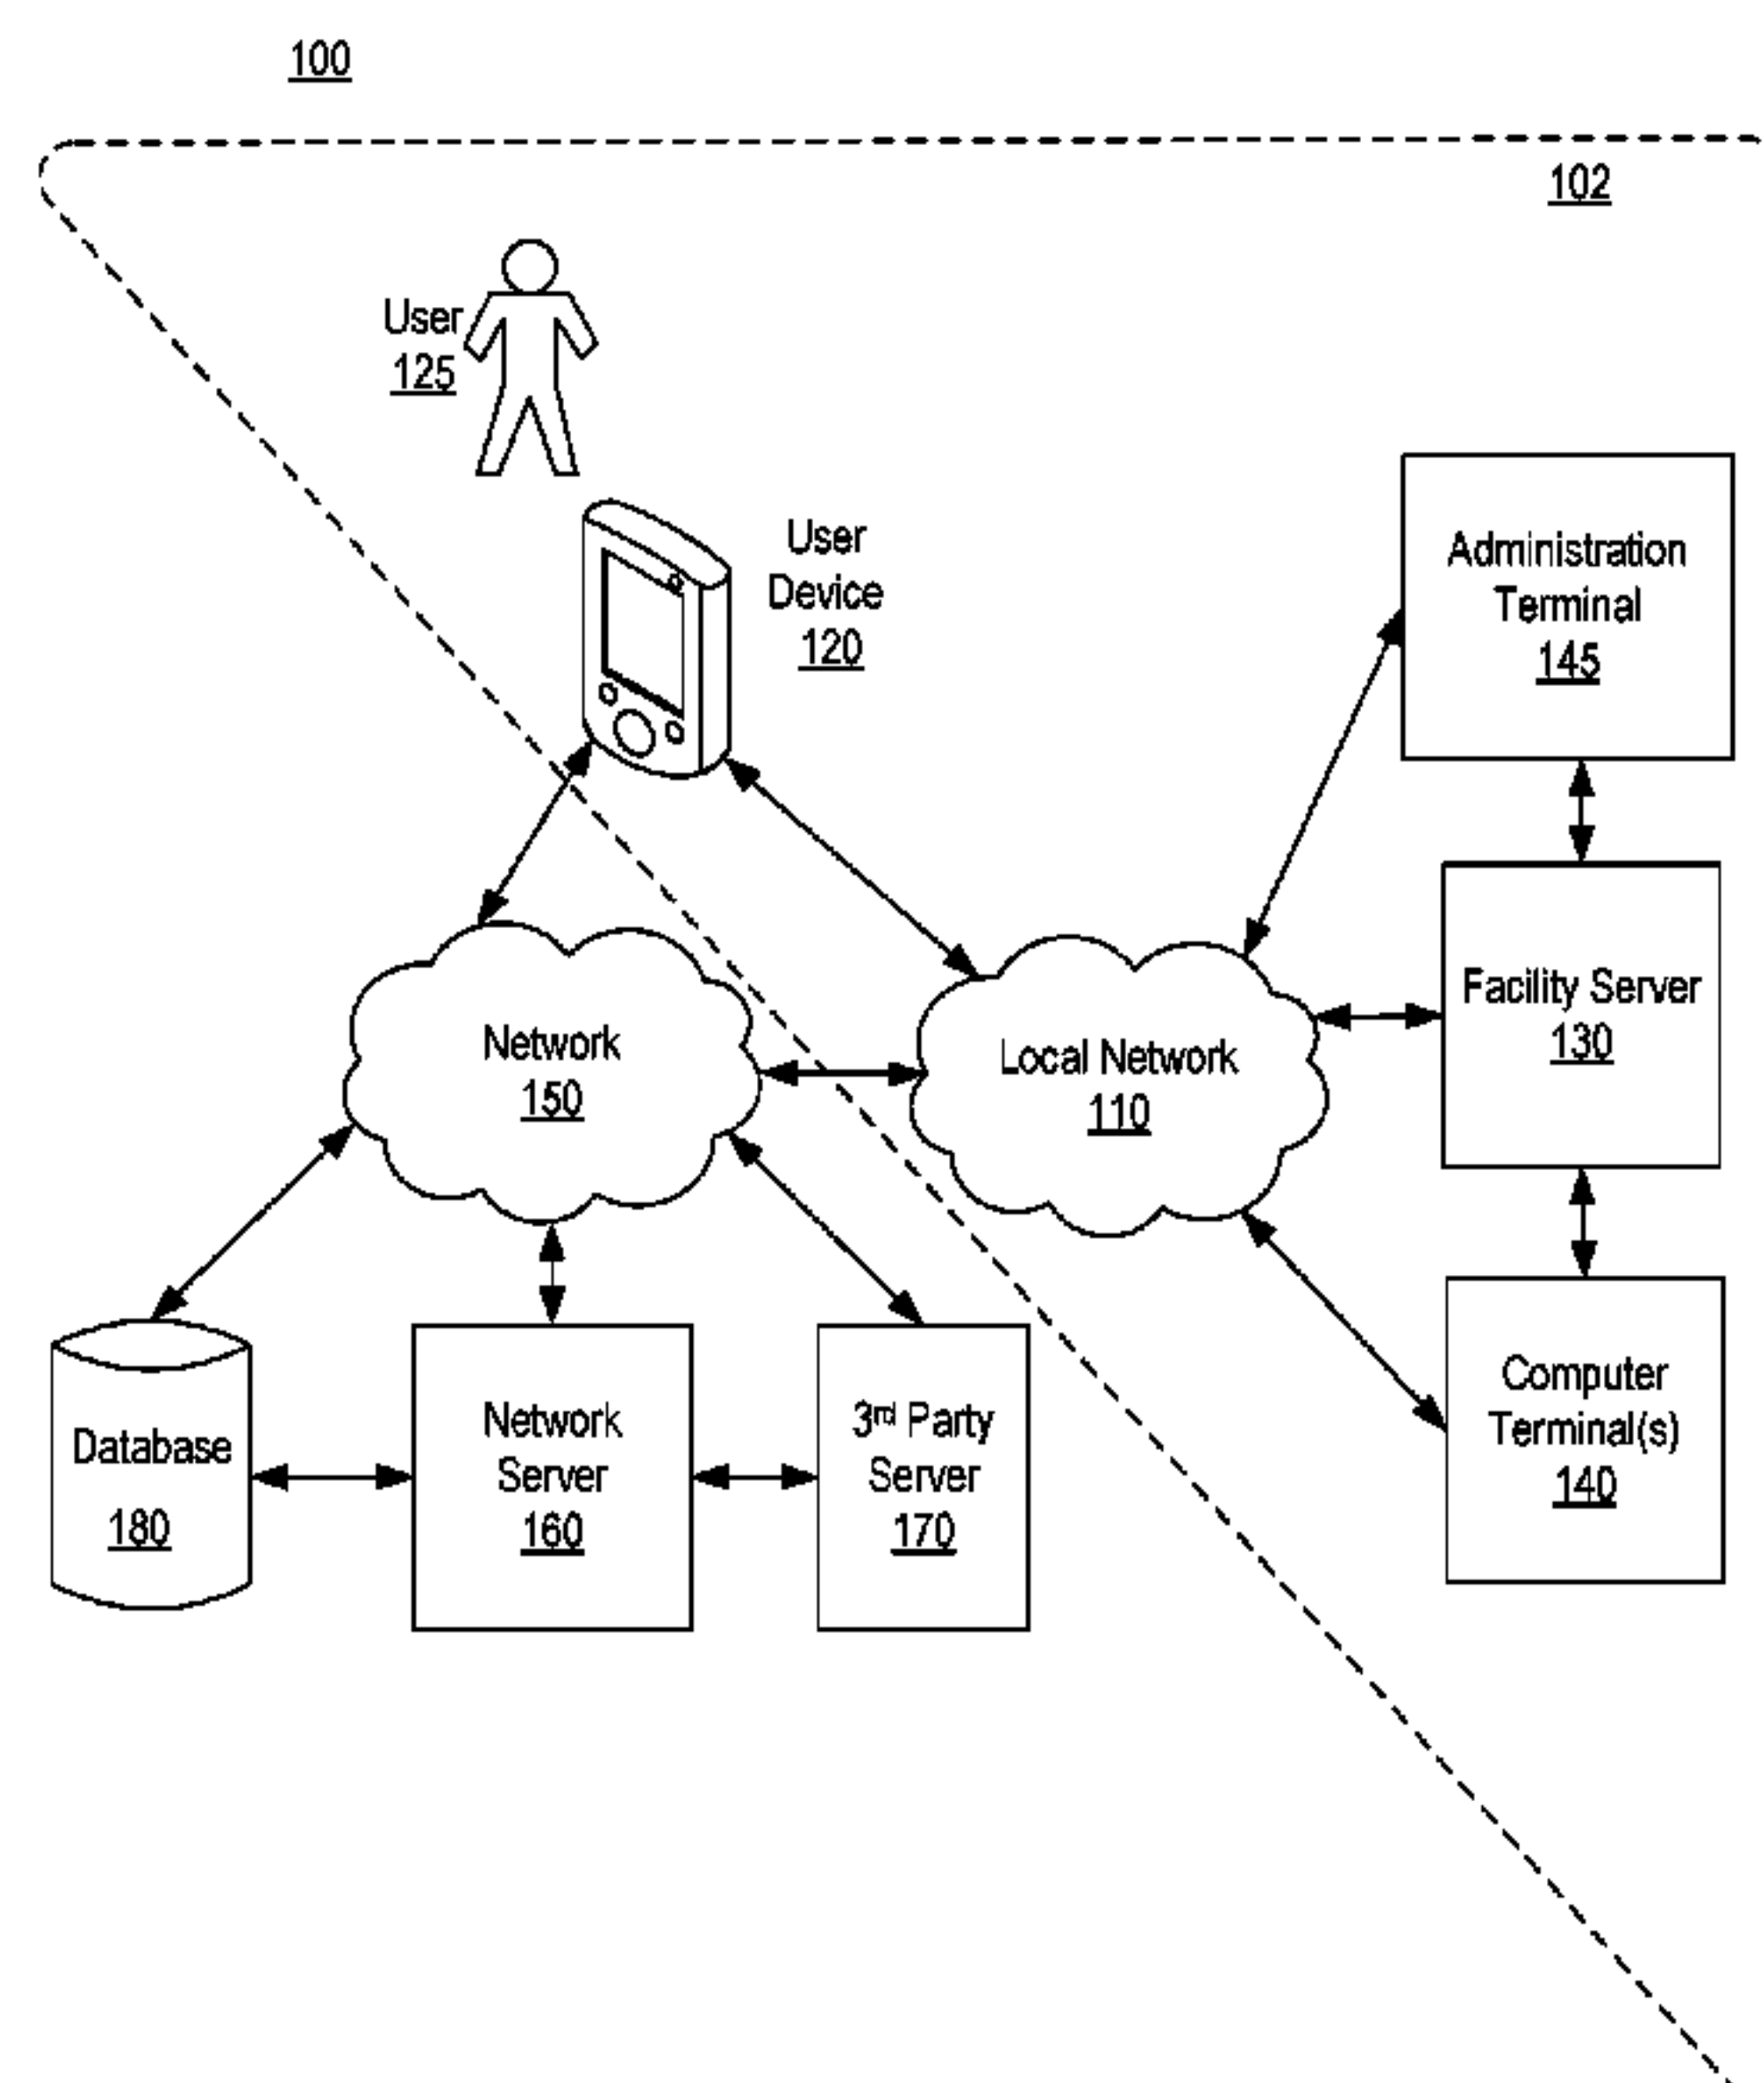 100
102
User
125
User
Device
120
Administration
Terminal
145
Facility Server
130
Network
150
Local Network
110
Computer
Terminal(s)
140
Database
180
Network
Server
160
3rd Party
Server
170